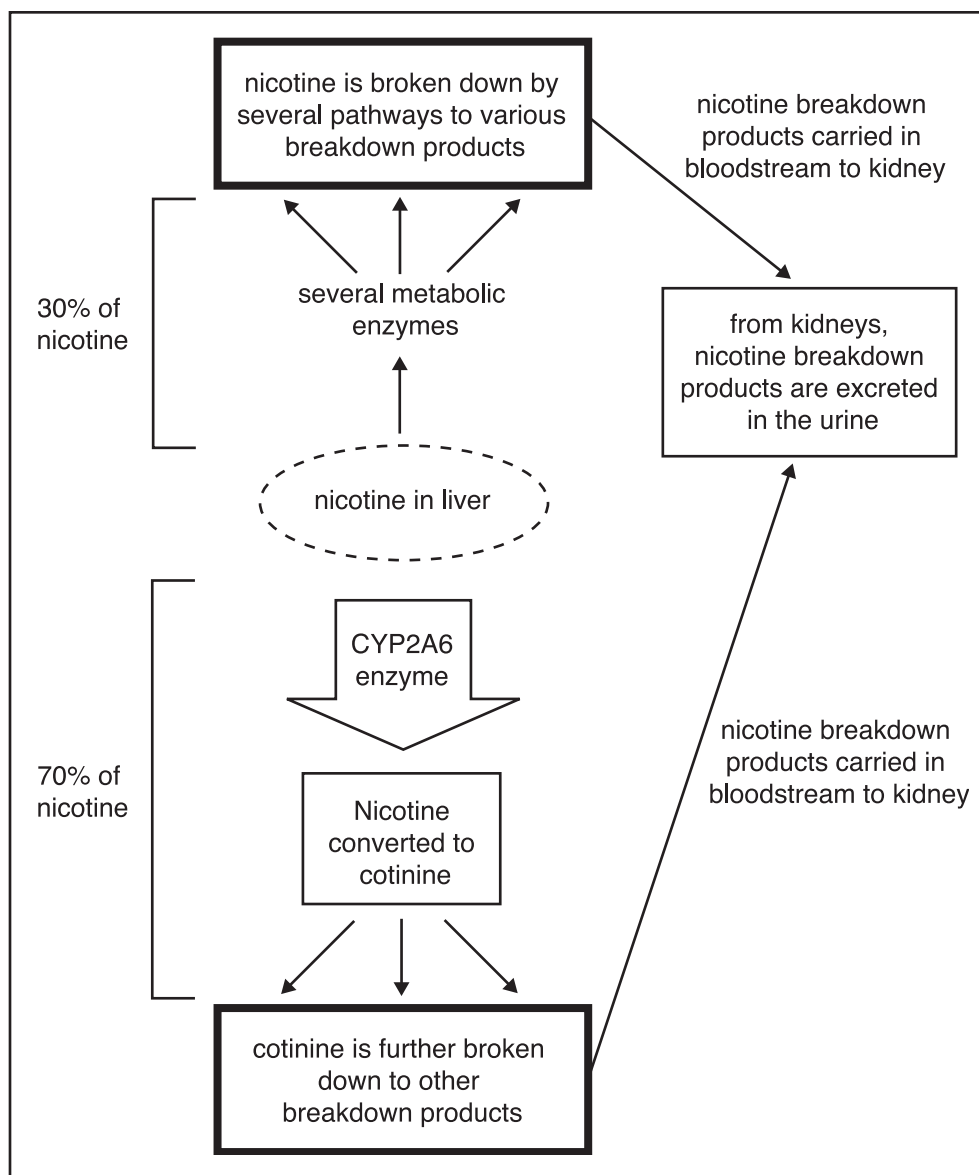 nicotine is broken down by
several pathways to various
breakdown products
nicotine breakdown
products carried in
bloodstream to kidney
30% of
nicotine
several metabolic
enzymes
from kidneys,
nicotine breakdown
products are excreted
in the urine
nicotine in liver
CYP2A6
enzyme
70% of
nicotine
nicotine breakdown
products carried in
bloodstream to kidney
Nicotine
converted to
cotinine
cotinine is further broken
down to other
breakdown products